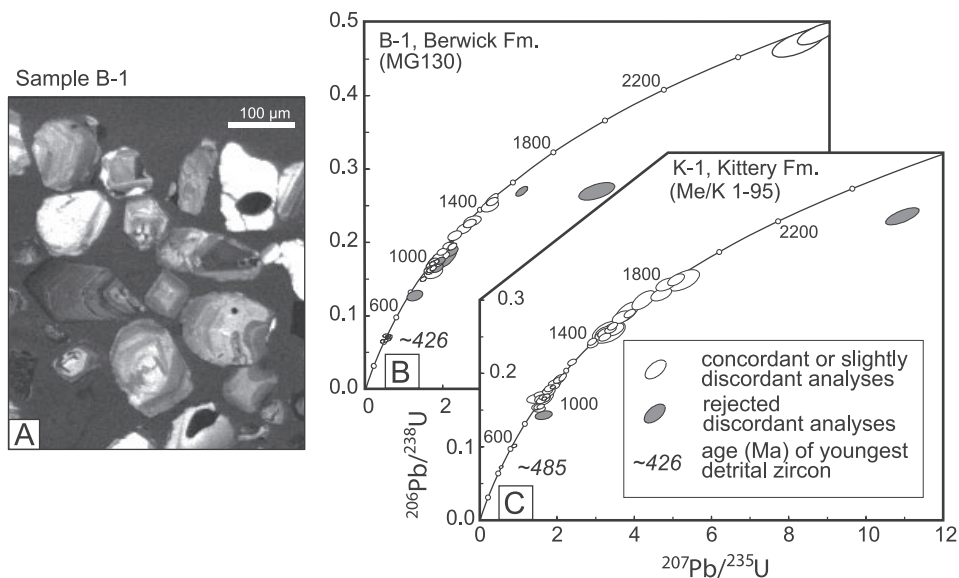 Sample B-1
100 µm
A
B-1, Berwick Fm.
(MG130)
0.5
0.4
0.3
0.2
0.1
0.0
2200
1800
1400
1000
600
~426
B
0
2
K-1, Kittery Fm.
(Me/K 1-95)
0.3
0.2
0.1
0.0
2200
1800
1400
1000
600
~485
C
0
2
4
6
8
10
12
206Pb/238U
207Pb/235U
concordant or slightly
discordant analyses
rejected
discordant analyses
~426
age (Ma) of youngest
detrital zircon